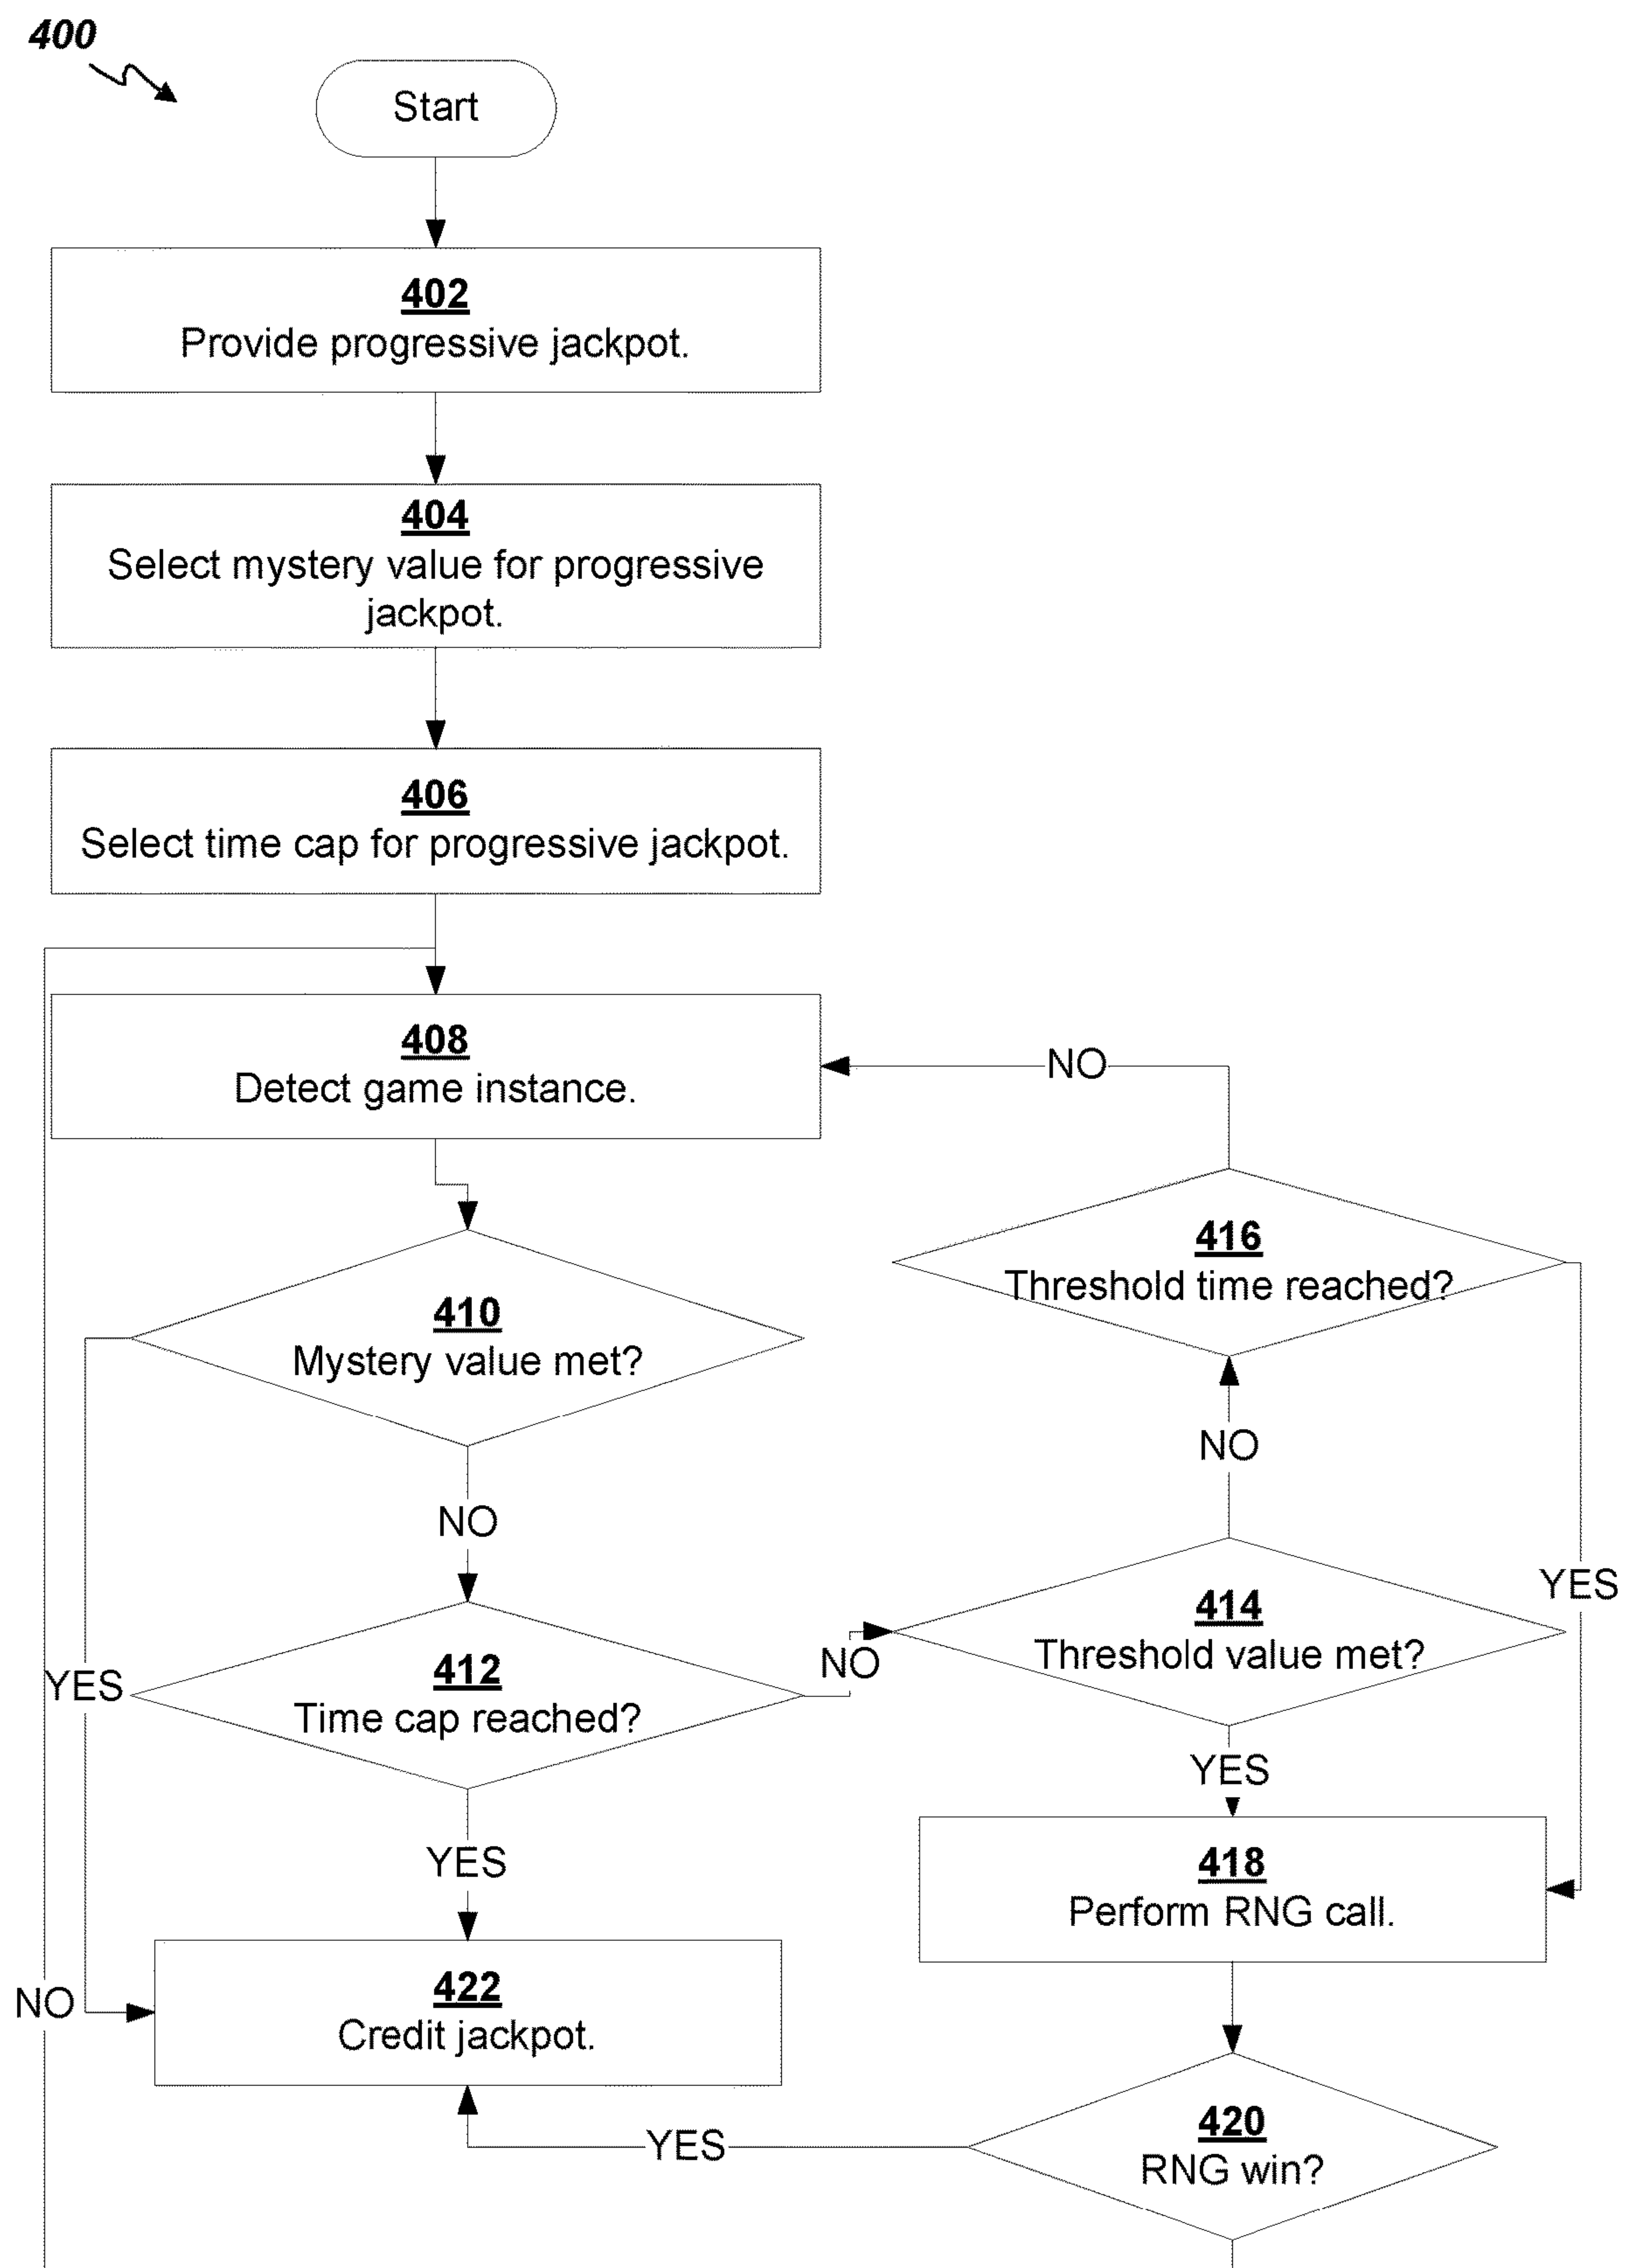 400
Start
402
Provide progressive jackpot.
404
Select mystery value for progressive
jackpot.
406
Select time cap for progressive jackpot.
408
Detect game instance.
NO
416
Threshold time reached?
410
Mystery value met?
NO
NO
YES
414
Threshold value met?
412
Time cap reached?
NO
YES
YES
YES
418
Perform RNG call.
422
Credit jackpot.
NO
420
RNG win?
YES